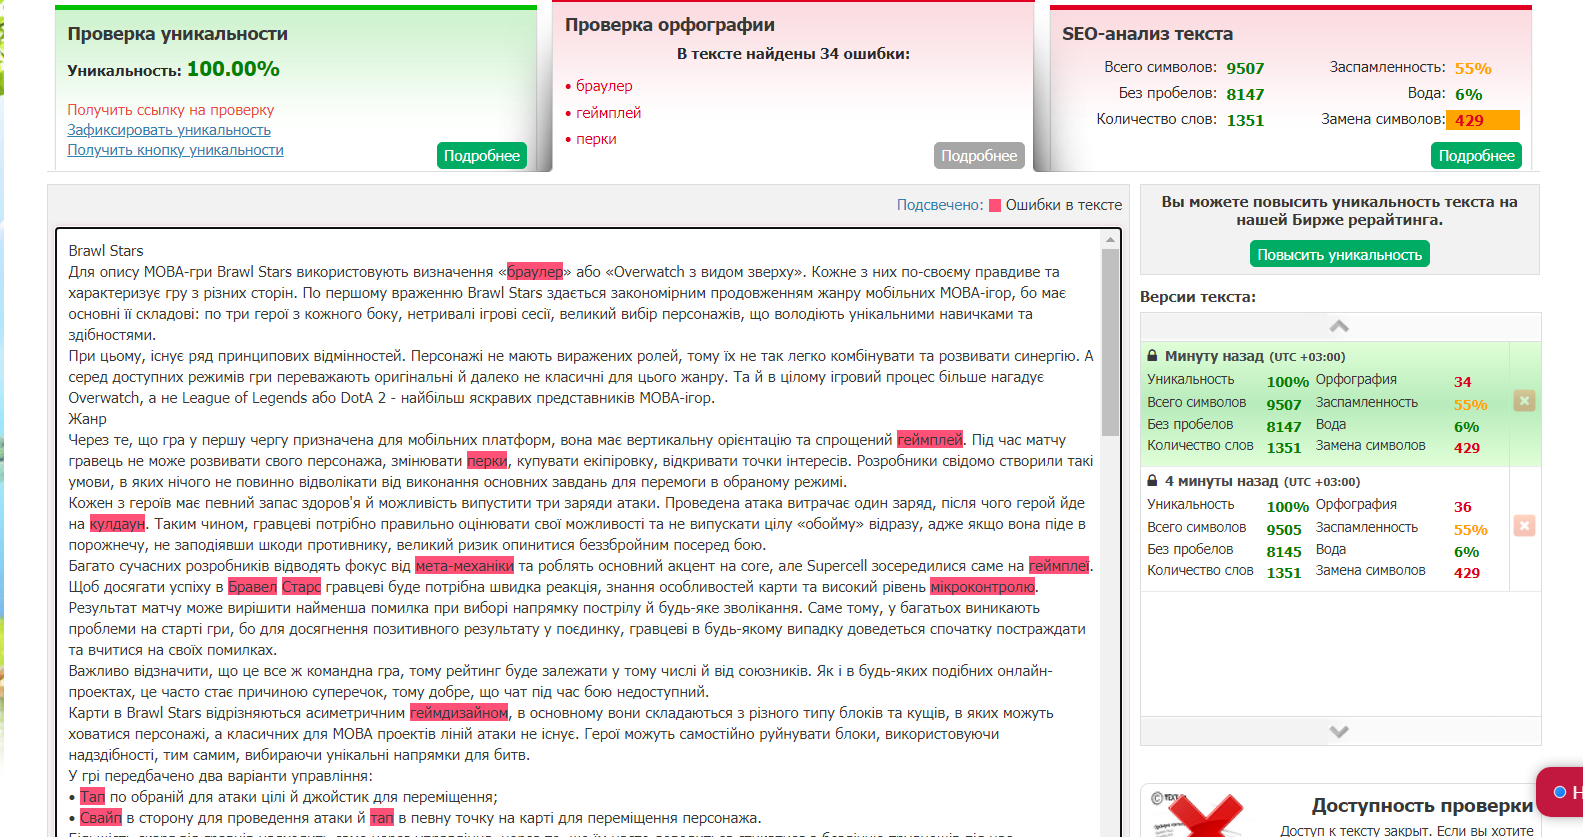 Проверка уникальности
Уникальность: 100.00%
Получить ссылку на проверку
Зафиксировать уникальность
Получить кнопку уникальности
Подробнее
Проверка орфографии
В тексте найдены 34 ошибки:
• браулер
• геймплей
• перки
Подробнее
SEO-анализ текста
Всего символов: 9507
Заспамленность: 55%
Без пробелов: 8147
Вода: 6%
Количество слов: 1351
Замена символов: 429
Подробнее
Подсвечено: Ошибки в тексте
Brawl Stars
Для опису MOBA-гри Brawl Stars використовують визначення «браулер» або «Overwatch з видом зверху». Кожне з них по-своєму правдиве та
характеризує гру з різних сторін. По першому враженню Brawl Stars здається закономірним продовженням жанру мобільних MOBA-ігор, бо має
основні її складові: по три герої з кожного боку, нетривалі ігрові сесії, великий вибір персонажів, що володіють унікальними навичками та
здібностями.
При цьому, існує ряд принципових відмінностей. Персонажі не мають виражених ролей, тому їх не так легко комбінувати та розвивати синергію. А
серед доступних режимів гри переважають оригінальні й далеко не класичні для цього жанру. Та й в цілому ігровий процес більше нагадує
Overwatch, а не League of Legends або DotA 2 - найбільш яскравих представників MOBA-ігор.
Жанр
Через те, що гра у першу чергу призначена для мобільних платформ, вона має вертикальну орієнтацію та спрощений геймплей. Під час матчу
гравець не може розвивати свого персонажа, змінювати перки, купувати екіпіровку, відкривати точки інтересів. Розробники свідомо створили такі
умови, в яких нічого не повинно відволікати від виконання основних завдань для перемоги в обраному режимі.
Кожен з героїв має певний запас здоров'я й можливість випустити три заряди атаки. Проведена атака витрачає один заряд, після чого герой йде
на кулдаун. Таким чином, гравцеві потрібно правильно оцінювати свої можливості та не випускати цілу «обойму» відразу, адже якщо вона піде в
порожнечу, не заподіявши шкоди противнику, великий ризик опинитися беззбройним посеред бою.
Багато сучасних розробників відводять фокус від мета-механіки та роблять основний акцент на core, але Supercell зосередилися саме на геймплеї.
Щоб досягати успіху в Бравел Старс гравцеві буде потрібна швидка реакція, знання особливостей карти та високий рівень мікроконтролю.
Результат матчу може вирішити найменша помилка при виборі напрямку пострілу й будь-яке зволікання. Саме тому, у багатьох виникають
проблеми на старті гри, бо для досягнення позитивного результату у поєдинку, гравцеві в будь-якому випадку доведеться спочатку постраждати
та вчитися на своїх помилках.
Важливо відзначити, що це все ж командна гра, тому рейтинг буде залежати у тому числі й від союзників. Як і в будь-яких подібних онлайн-
проектах, це часто стає причиною суперечок, тому добре, що чат під час бою недоступний.
Карти в Brawl Stars відрізняються асиметричним геймдизайном, в основному вони складаються з різного типу блоків та кущів, в яких можуть
ховатися персонажі, а класичних для MOBA проектів ліній атаки не існує. Герої можуть самостійно руйнувати блоки, використовуючи
надздібності, тим самим, вибираючи унікальні напрямки для битв.
У грі передбачено два варіанти управління:
• Тап по обраній для атаки цілі й джойстик для переміщення;
• Свайп в сторону для проведення атаки й тап в певну точку на карті для переміщення персонажа.
Вы можете повысить уникальность текста на
нашей Бирже рерайтинга.
Повысить уникальность
Версии текста:
Минуту назад (UTC +03:00)
Уникальность 100% Орфография 34
Всего символов 9507 Заспамленность 55%
Без пробелов 8147 Вода 6%
Количество слов 1351 Замена символов 429
4 минуты назад (UTC +03:00)
Уникальность 100% Орфография 36
Всего символов 9505 Заспамленность 55%
Без пробелов 8145 Вода 6%
Количество слов 1351 Замена символов 429
Доступность проверки
Доступ к тексту закрыт. Если вы хотите